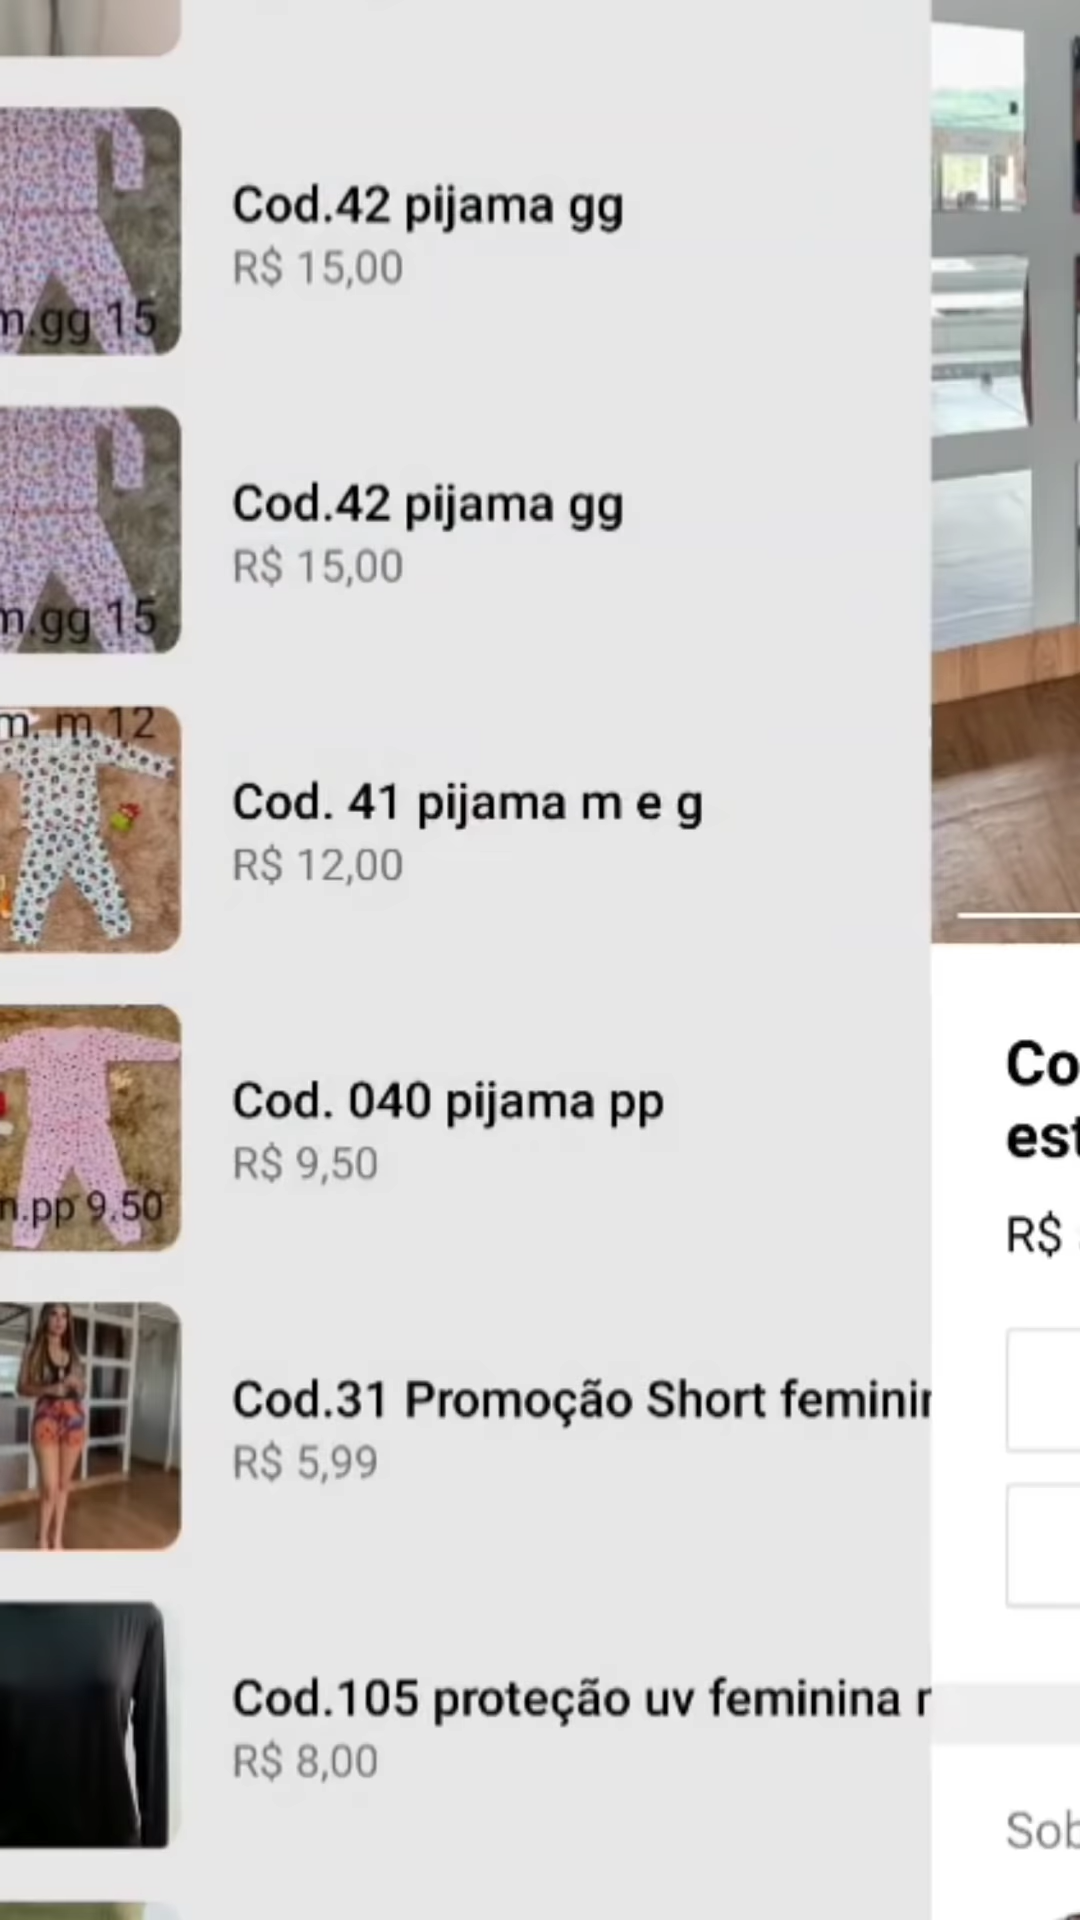 Cod.42 pijama gg
R$ 15,00
m.gg 15
Cod.42 pijama gg
R$ 15,00
m.gg 15
m. m 12
Cod. 41 pijama m e g
R$ 12,00
Cod. 040 pijama pp
R$ 9,50
m.pp 9.50
Cod.31 Promoção Short feminin
R$ 5,99
Cod.105 proteção uv feminina
R$ 8,00
Co
est
R$
Sob